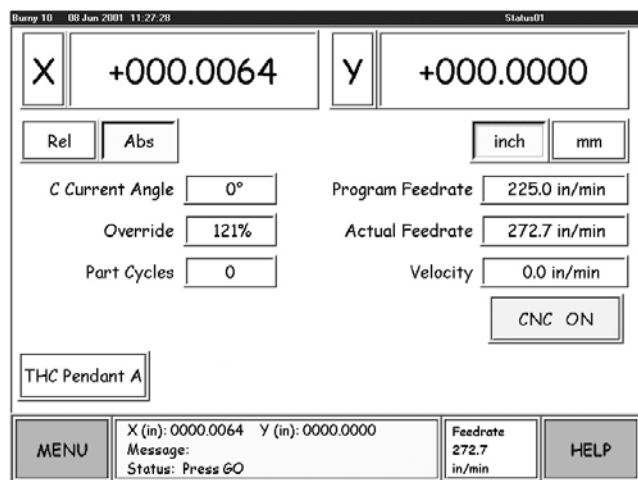 Burny 10 08 Jun 2001 11:27:28 Status01
X +000.0064 Y +000.0000
Rel Abs inch mm
C Current Angle 0° Program Feedrate 225.0 in/min
Override 121% Actual Feedrate 272.7 in/min
Part Cycles 0 Velocity 0.0 in/min
CNC ON
THC Pendant A
MENU
X (in): 0000.0064 Y (in): 0000.0000
Message:
Status: Press GO
Feedrate
272.7
in/min
HELP